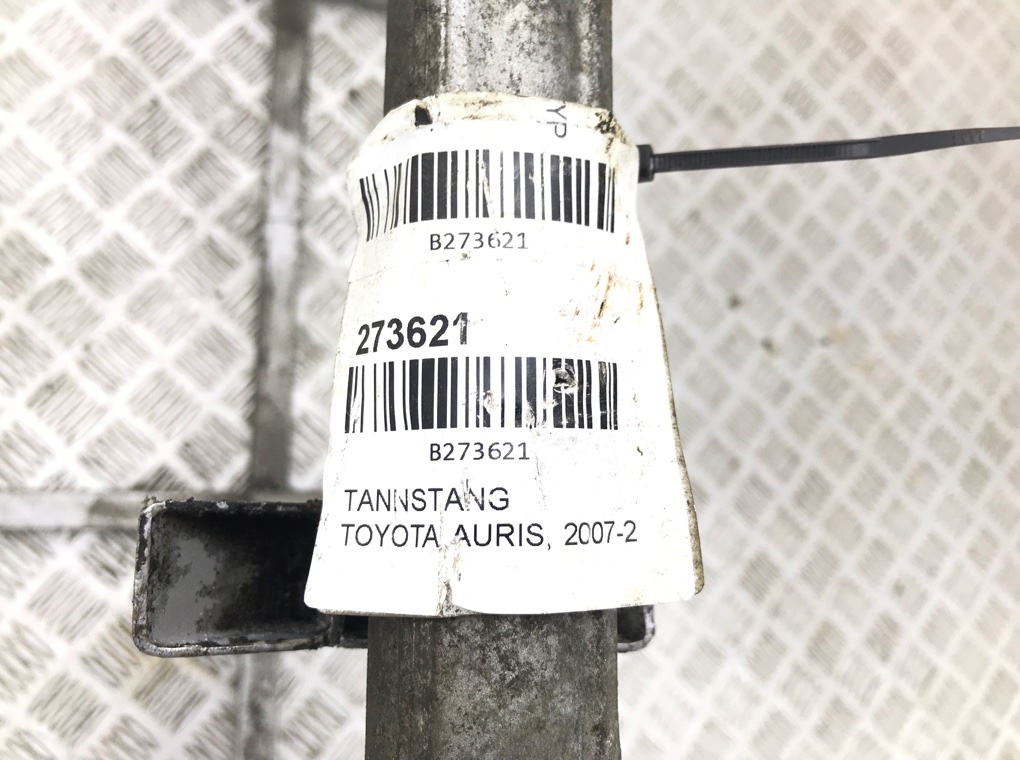 YP
B273621
273621
B273621
TANNSTANG
TOYOTA AURIS, 2007-2